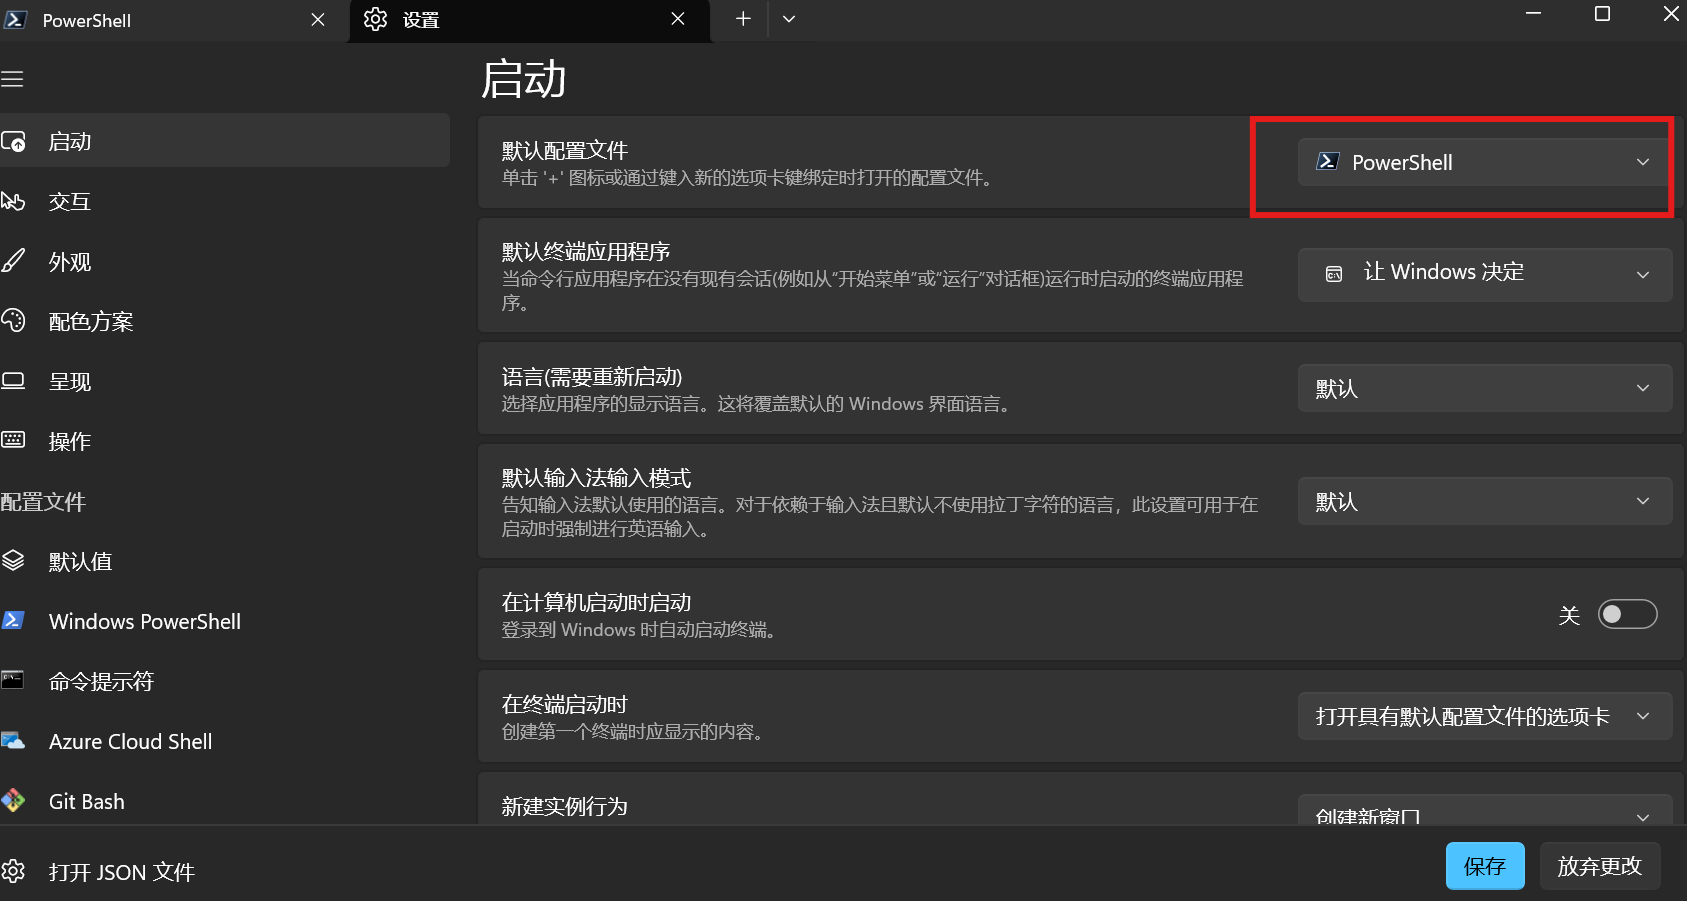 PowerShell
设置
启动
交互
外观
配色方案
呈现
操作
配置文件
默认值
Windows PowerShell
命令提示符
Azure Cloud Shell
Git Bash
打开 JSON 文件
启动
默认配置文件
单击 '+' 图标或通过键入新的选项卡键绑定时打开的配置文件。
PowerShell
默认终端应用程序
当命令行应用程序在没有现有会话(例如从“开始菜单”或“运行”对话框)运行时启动的终端应用程
序。
让 Windows 决定
语言(需要重新启动)
选择应用程序的显示语言。这将覆盖默认的 Windows 界面语言。
默认
默认输入法输入模式
告知输入法默认使用的语言。对于依赖于输入法且默认不使用拉丁字符的语言，此设置可用于在
启动时强制进行英语输入。
默认
在计算机启动时启动
登录到 Windows 时自动启动终端。
关
在终端启动时
创建第一个终端时应显示的内容。
打开具有默认配置文件的选项卡
新建实例行为
创建新窗口
保存
放弃更改